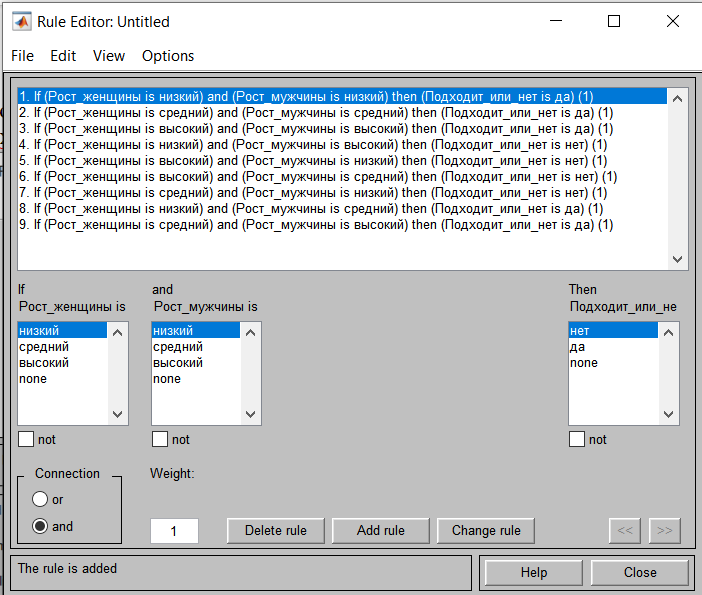 Rule Editor: Untitled
File Edit View Options
1. If (Рост_женщины is низкий) and (Рост_мужчины is низкий) then (Подходит_или_нет is да) (1)
2. If (Рост_женщины is средний) and (Рост_мужчины is средний) then (Подходит_или_нет is да) (1)
3. If (Рост_женщины is высокий) and (Рост_мужчины is высокий) then (Подходит_или_нет is да) (1)
4. If (Рост_женщины is низкий) and (Рост_мужчины is высокий) then (Подходит_или_нет is нет) (1)
5. If (Рост_женщины is высокий) and (Рост_мужчины is низкий) then (Подходит_или_нет is нет) (1)
6. If (Рост_женщины is высокий) and (Рост_мужчины is средний) then (Подходит_или_нет is нет) (1)
7. If (Рост_женщины is средний) and (Рост_мужчины is низкий) then (Подходит_или_нет is нет) (1)
8. If (Рост_женщины is низкий) and (Рост_мужчины is средний) then (Подходит_или_нет is да) (1)
9. If (Рост_женщины is средний) and (Рост_мужчины is высокий) then (Подходит_или_нет is да) (1)
If and Then
Рост_женщины is Рост_мужчины is Подходит_или_не
низкий низкий нет
средний средний да
высокий высокий none
none none
not not not
Connection Weight:
or
and 1 Delete rule Add rule Change rule << >>
The rule is added Help Close